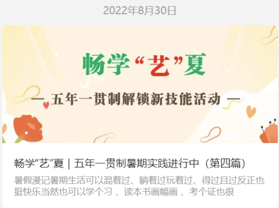 2022年8月30日
畅学“艺”夏
五年一贯制解锁新技能活动
畅学“艺”夏｜五年一贯制暑期实践进行中（第四篇）
暑假漫记暑期生活可以混着过、躺着过玩着过、得过且过反正也
挺快乐当然也可以学个习 、读本书画幅画 、考个证也很